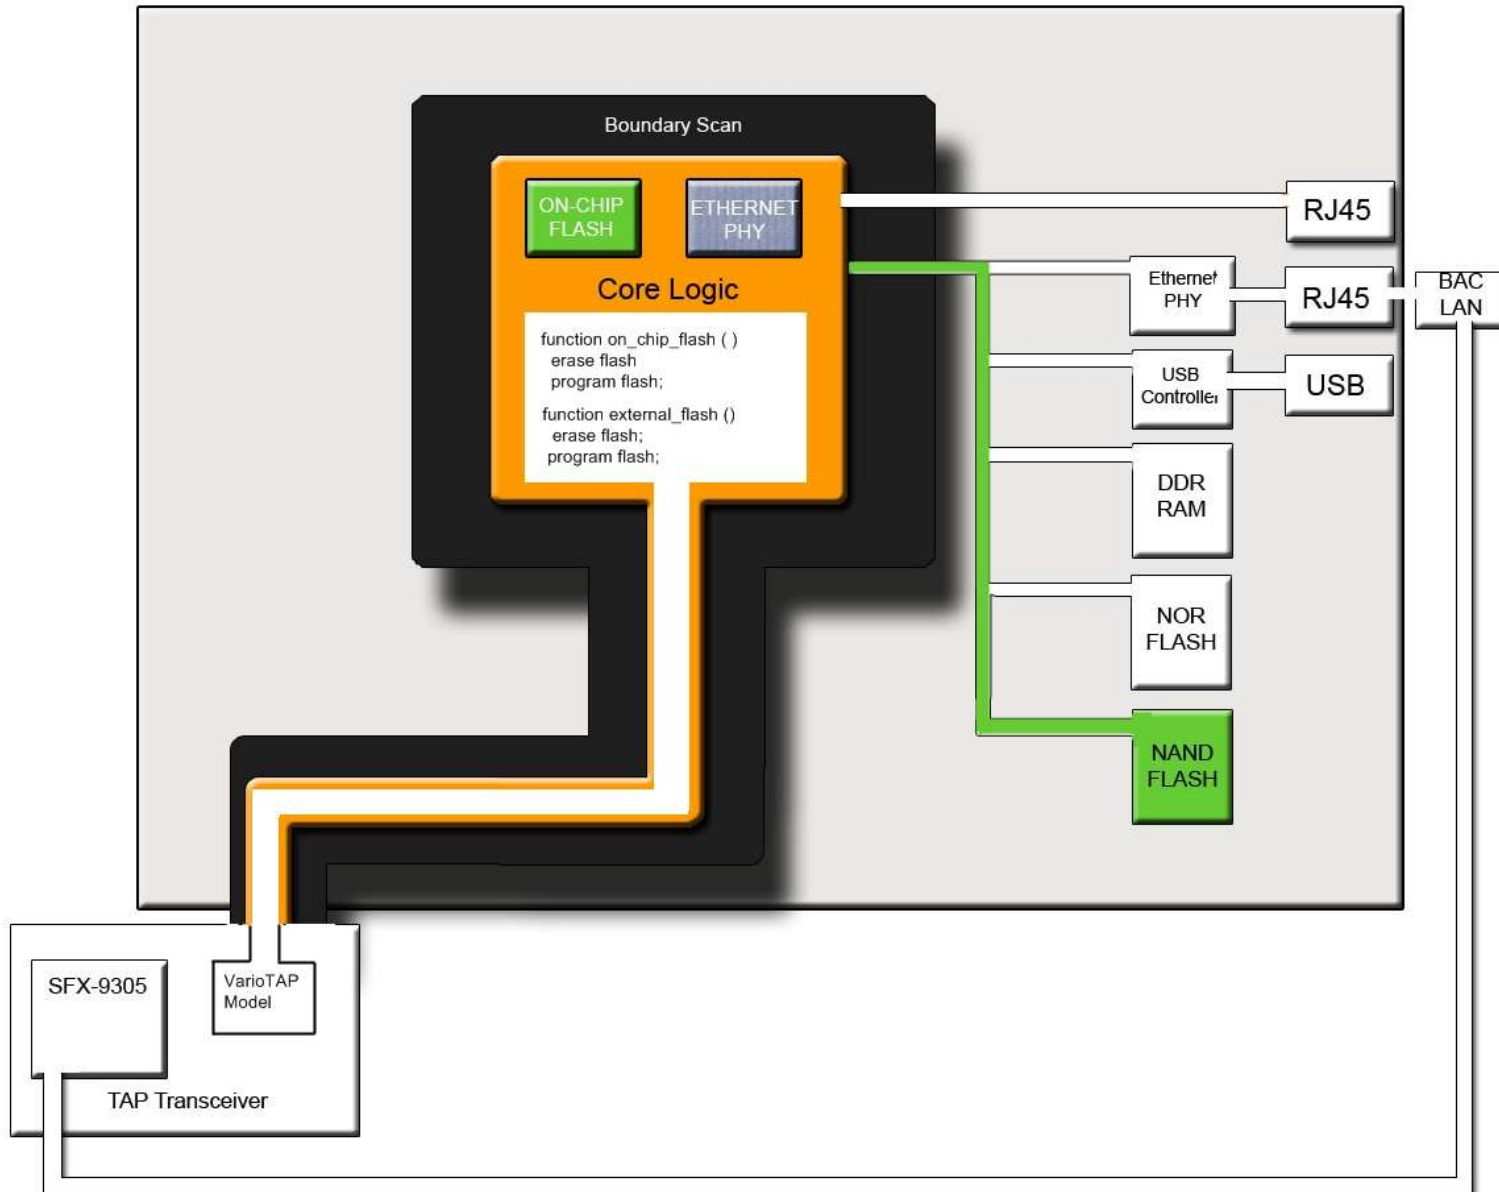 Boundary Scan
ON-CHIP
FLASH
ETHERNET
PHY
Core Logic
function on_chip_flash ( )
erase flash
program flash;
function external_flash ()
erase flash;
program flash;
RJ45
Ethernet
PHY
RJ45
BAC
LAN
USB
Controller
USB
DDR
RAM
NOR
FLASH
NAND
FLASH
SFX-9305
VarioTAP
Model
TAP Transceiver